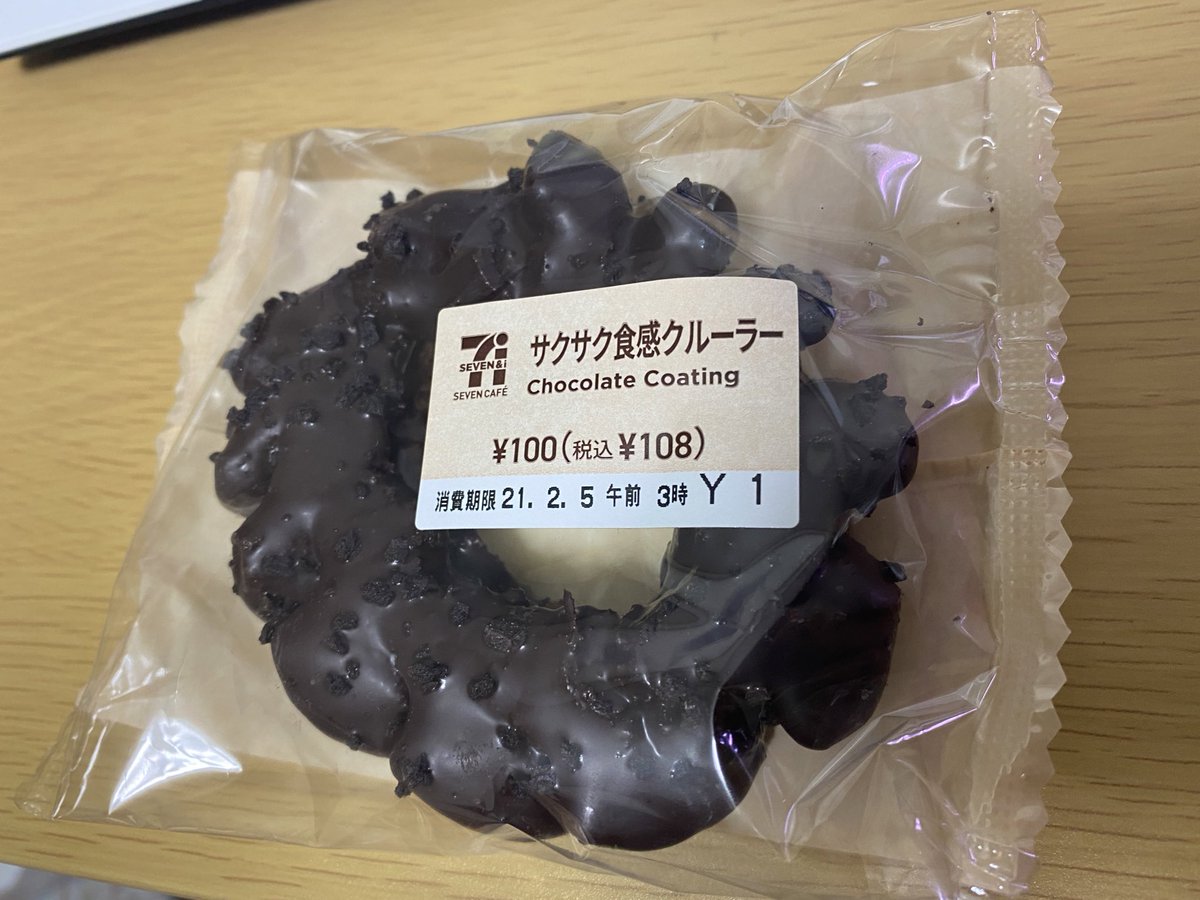 7i
SEVEN&i
SEVEN CAFÉ
サクサク食感クルーラー
Chocolate Coating
¥100(税込¥108)
消費期限 21. 2. 5 午前 3時 Y 1